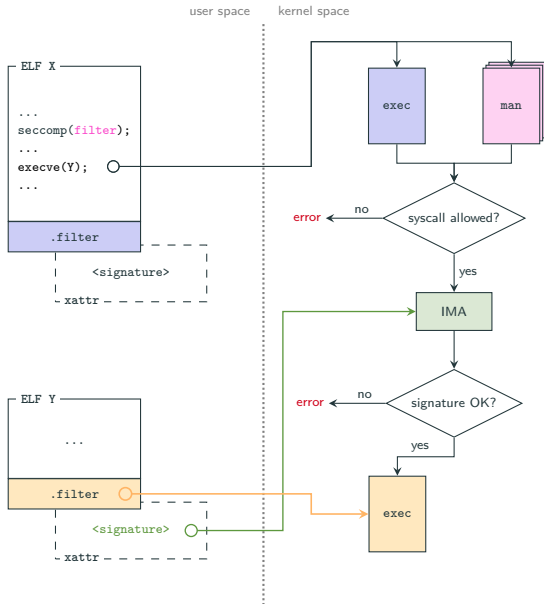 user space
kernel space
ELF X
...
seccomp(filter);
...
execve(Y);
...
.filter
<signature>
xattr
exec
man
syscall allowed?
no
error
yes
IMA
signature OK?
no
error
yes
exec
ELF Y
...
.filter
<signature>
xattr